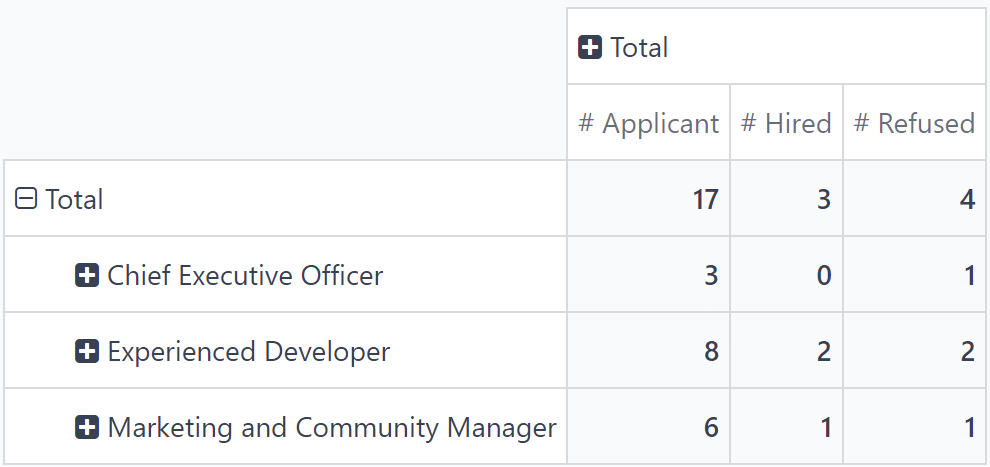 Total
# Applicant # Hired # Refused
Total 17 3 4
Chief Executive Officer 3 0 1
Experienced Developer 8 2 2
Marketing and Community Manager 6 1 1